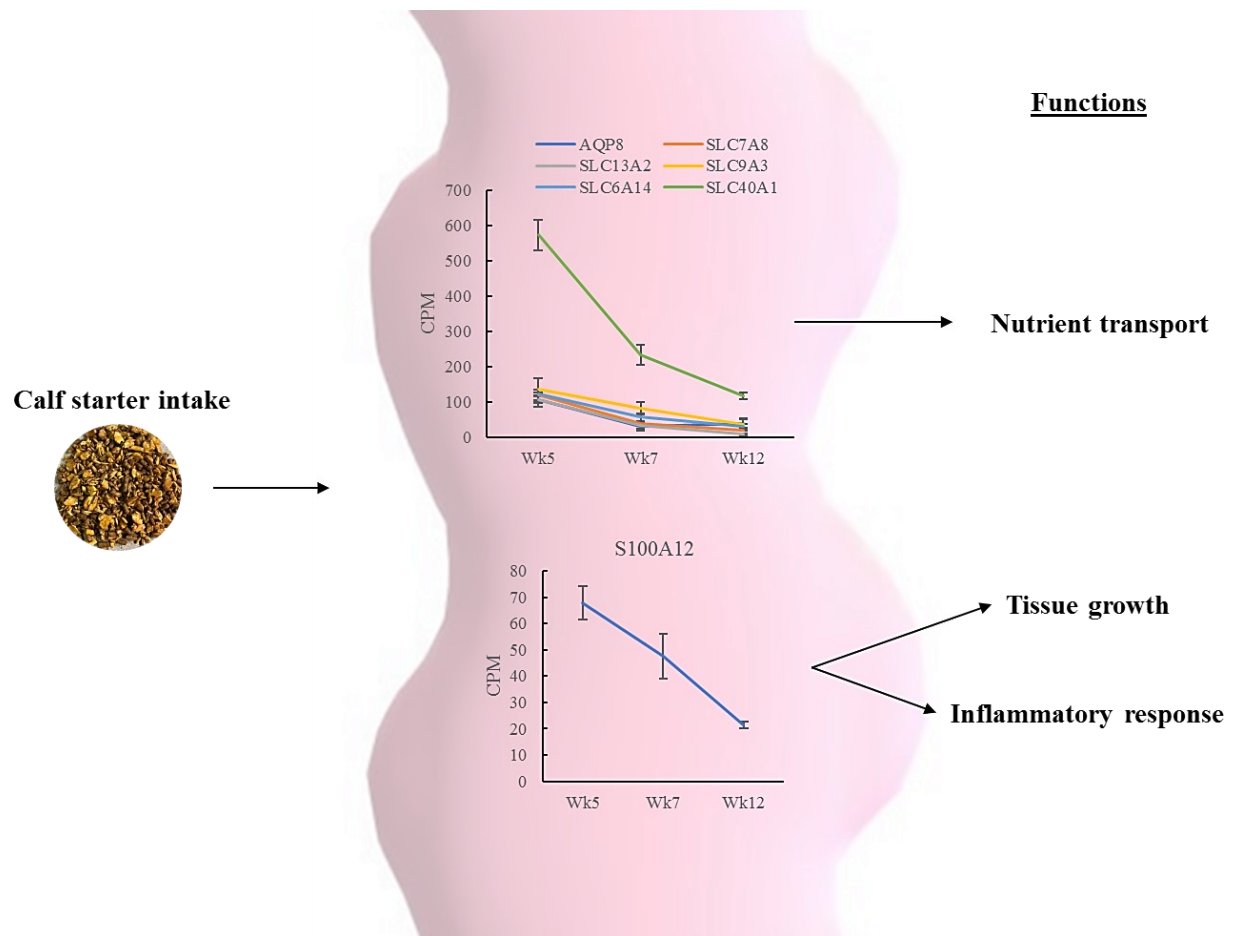 Functions
AQP8 SLC7A8
SLC13A2 SLC9A3
SLC6A14 SLC40A1
700
600
500
400
300
200
100
0
CPM
Wk5 Wk7 Wk12
Nutrient transport
Calf starter intake
S100A12
80
70
60
50
40
30
20
10
0
CPM
Wk5 Wk7 Wk12
Tissue growth
Inflammatory response